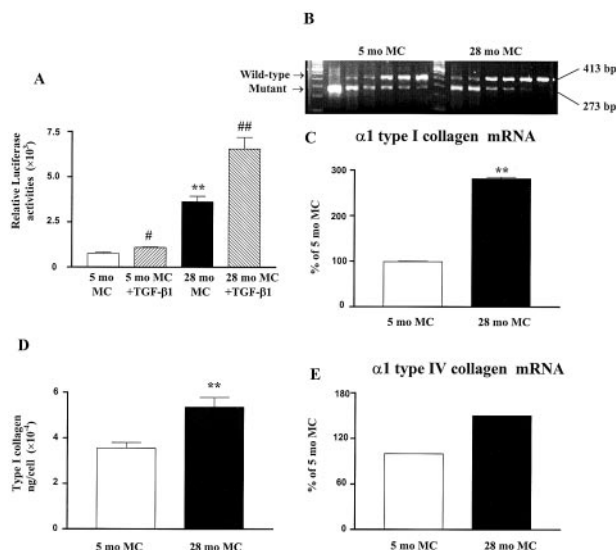 A
Relative Luciferase
activities (×10³)
7.5
5.0
2.5
0
#
**
##
5 mo
MC
5 mo MC
+TGF-β1
28 mo
MC
28 mo MC
+TGF-β1
B
5 mo MC
28 mo MC
Wild-type →
Mutant →
413 bp
273 bp
C
α1 type I collagen mRNA
% of 5 mo MC
300
200
100
0
**
5 mo MC
28 mo MC
D
Type I collagen
ng/cell (×10⁻⁴)
6
4
2
0
**
5 mo MC
28 mo MC
E
α1 type IV collagen mRNA
% of 5 mo MC
180
120
60
0
5 mo MC
28 mo MC